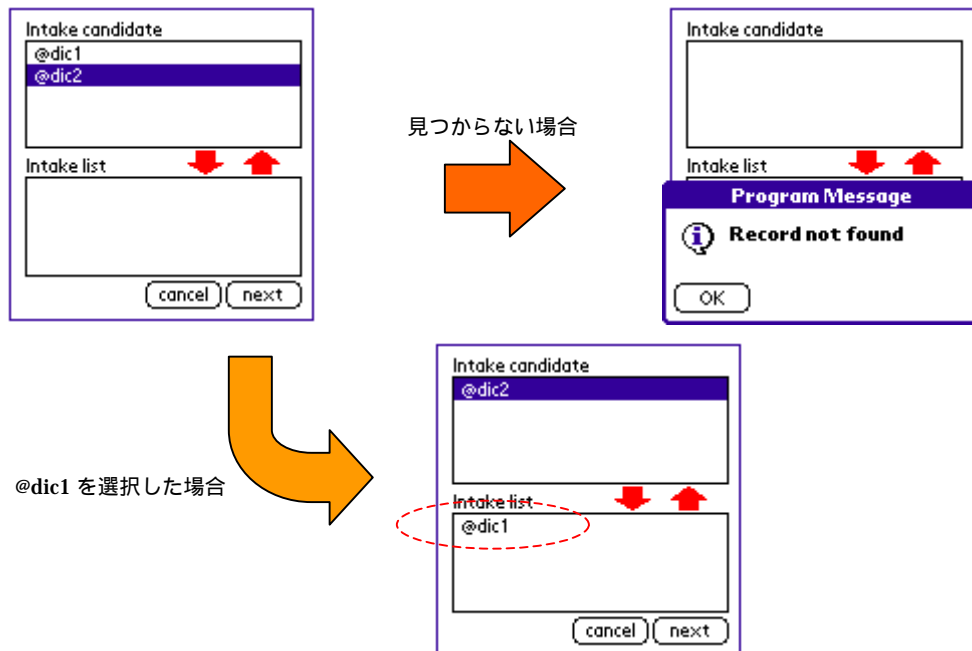 Intake candidate
@dic1
@dic2
Intake list
cancel
next
見つからない場合
Intake candidate
Intake list
Program Message
Record not found
OK
@dic1 を選択した場合
Intake candidate
@dic2
Intake list
@dic1
cancel
next